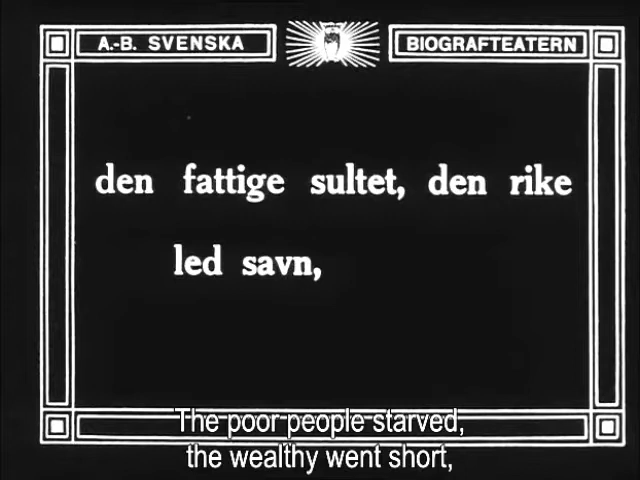 A.-B. SVENSKA BIOGRAFTEATERN
den fattige sultet, den rike
led savn,
The poor people starved,
the wealthy went short,